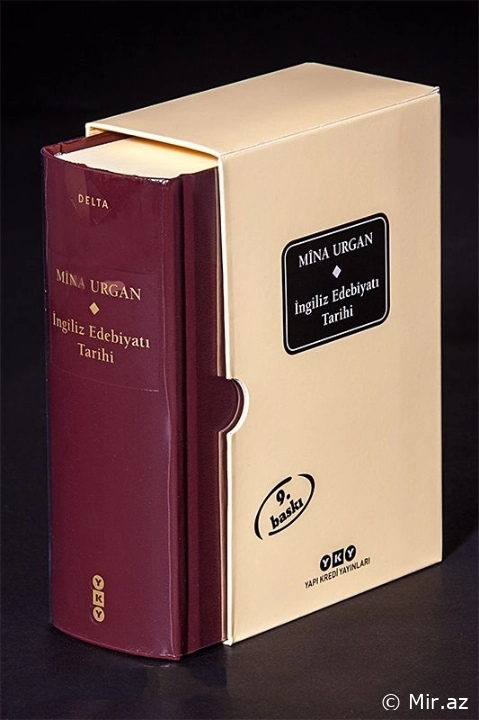 DELTA
MÎNA URGAN
İngiliz Edebiyatı
Tarihi
YKY
MÎNA URGAN
İngiliz Edebiyatı
Tarihi
9.
baskı
YKY
YAPI KREDİ YAYINLARI
© Mir.az